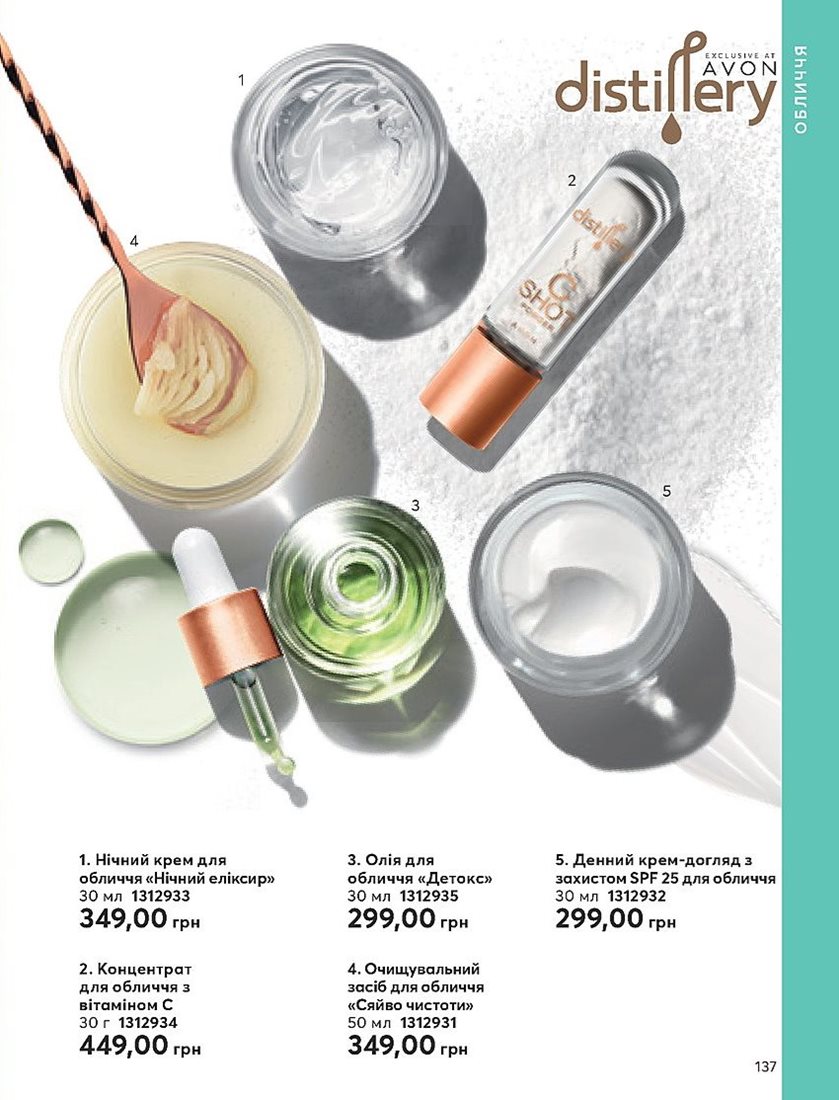 EXCLUSIVE AT
AVON
distillery
ОБЛИЧЧЯ
1
2
distillery
C
SHOT
POWDER
4
3
5
1. Нічний крем для
обличчя «Нічний еліксир»
30 мл 1312933
349,00 грн
2. Концентрат
для обличчя з
вітаміном С
30 г 1312934
449,00 грн
3. Олія для
обличчя «Детокс»
30 мл 1312935
299,00 грн
4. Очищувальний
засіб для обличчя
«Сяйво чистоти»
50 мл 1312931
349,00 грн
5. Денний крем-догляд з
захистом SPF 25 для обличчя
30 мл 1312932
299,00 грн
137